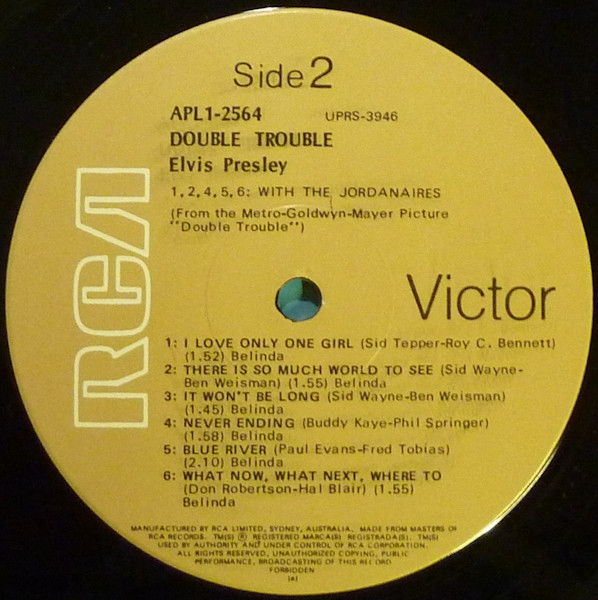 Side 2
APL1-2564 UPRS-3946
DOUBLE TROUBLE
Elvis Presley
1,2,4,5,6: WITH THE JORDANAIRES
(From the Metro-Goldwyn-Mayer Picture
""Double Trouble"")
RCA
Victor
1: I LOVE ONLY ONE GIRL (Sid Tepper-Roy C. Bennett)
(1.52) Belinda
2: THERE IS SO MUCH WORLD TO SEE (Sid Wayne-
Ben Weisman) (1.55) Belinda
3: IT WON'T BE LONG (Sid Wayne-Ben Weisman)
(1.45) Belinda
4: NEVER ENDING (Buddy Kaye-Phil Springer)
(1.58) Belinda
5: BLUE RIVER (Paul Evans-Fred Tobias)
(2.10) Belinda
6: WHAT NOW, WHAT NEXT, WHERE TO
(Don Robertson-Hal Blair) (1.55)
Belinda
MANUFACTURED BY RCA LIMITED, SYDNEY, AUSTRALIA. MADE FROM MASTERS OF
RCA RECORDS. TM(S) ® REGISTERED MARCA(S) REGISTRADA(S). TM(S)
USED BY AUTHORITY AND UNDER CONTROL OF RCA CORPORATION.
ALL RIGHTS RESERVED, UNAUTHORIZED COPYING, PUBLIC
PERFORMANCE, BROADCASTING OF THIS RECORD
FORBIDDEN
(A)